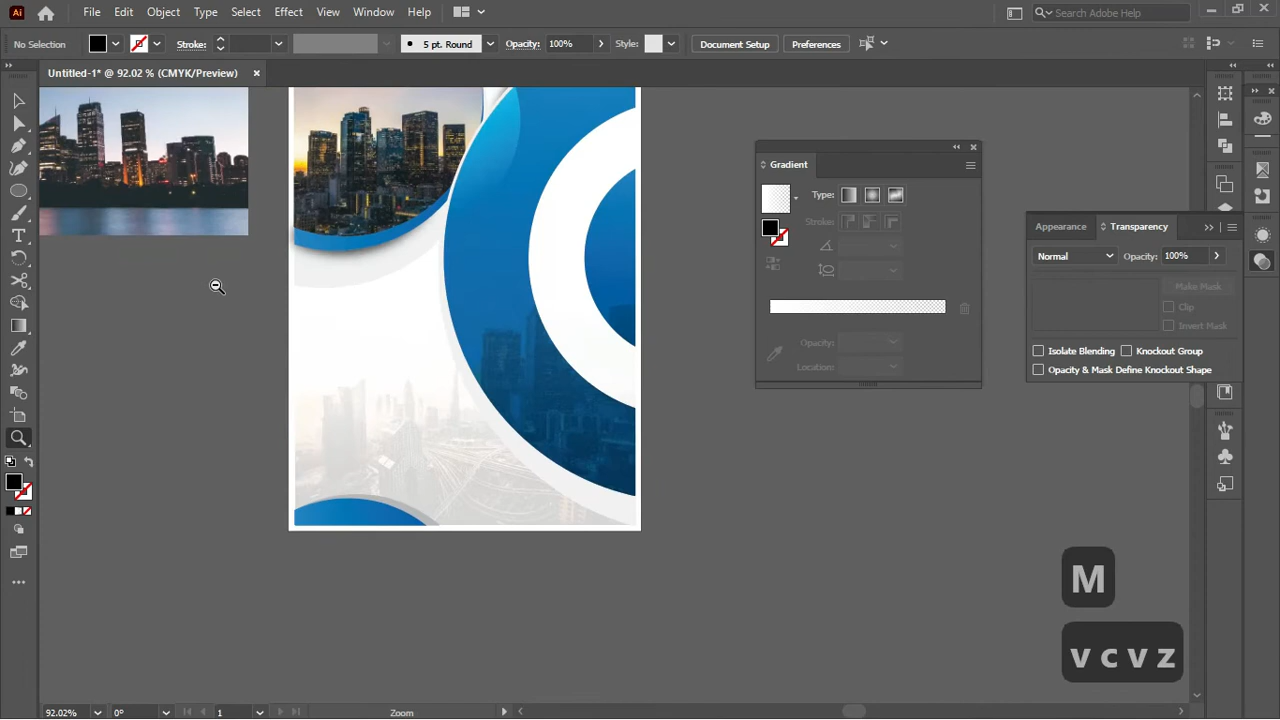 Ai File Edit Object Type Select Effect View Window Help Search Adobe Help
No Selection Stroke: 5 pt. Round Opacity: 100% Style: Document Setup Preferences
Untitled-1* @ 92.02 % (CMYK/Preview)
Gradient
Type:
Stroke:
Opacity:
Location:
Appearance Transparency
Normal Opacity: 100%
Make Mask
Clip
Invert Mask
Isolate Blending Knockout Group
Opacity & Mask Define Knockout Shape
M
v c v z
92.02% 0° 1 Zoom